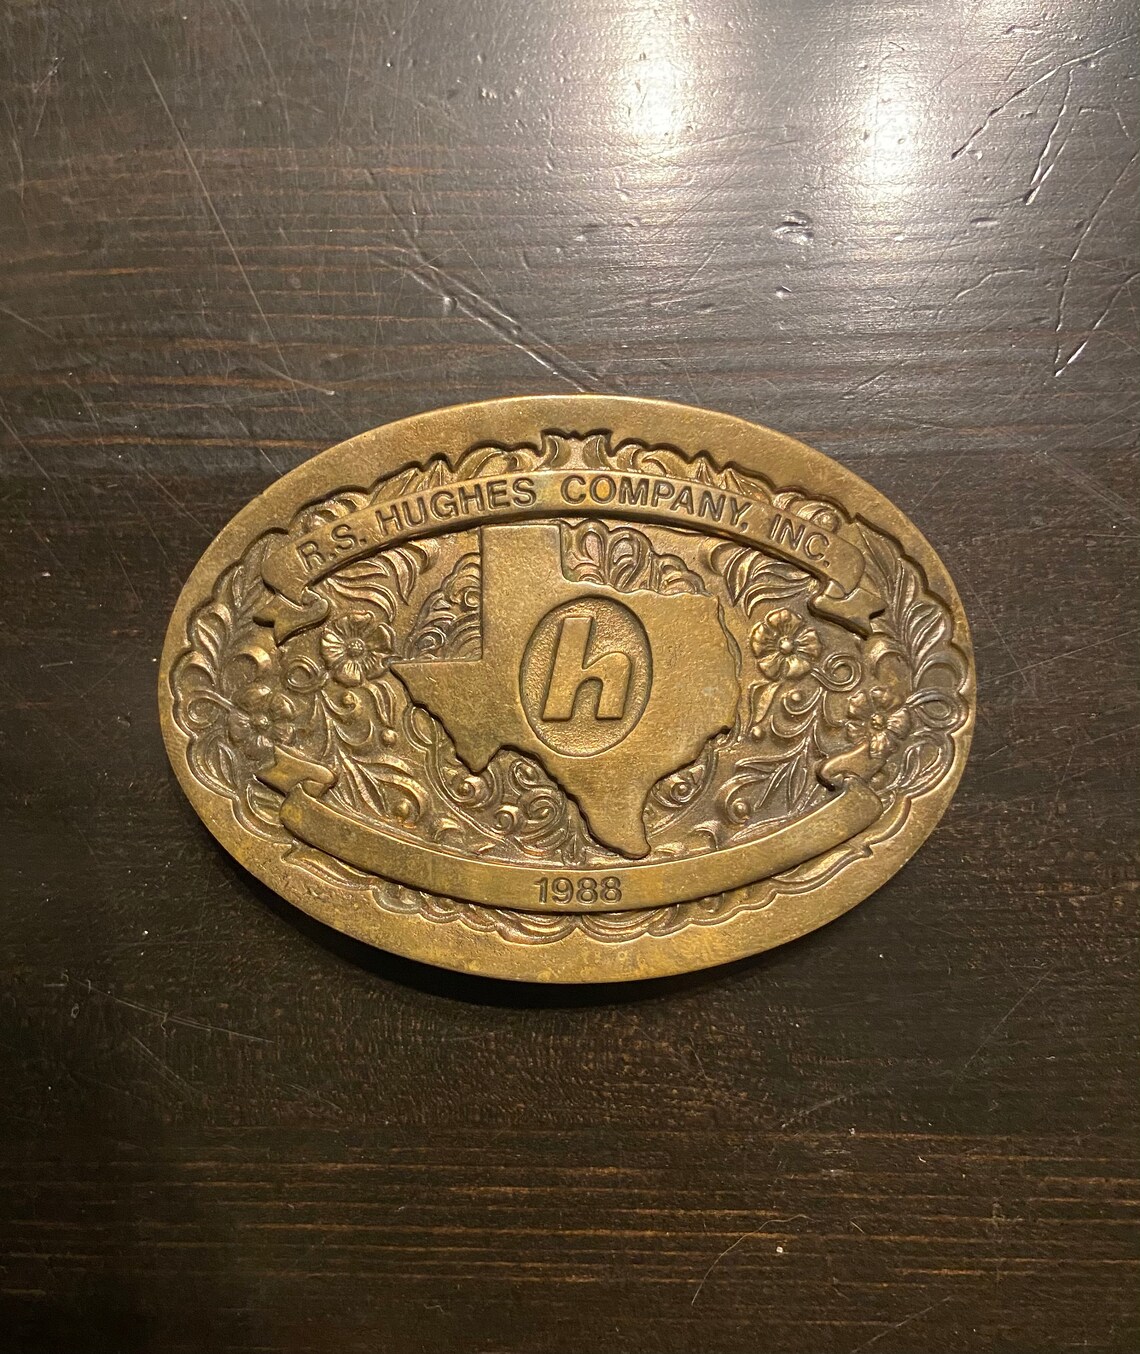 R.S. HUGHES COMPANY, INC.
h
1988